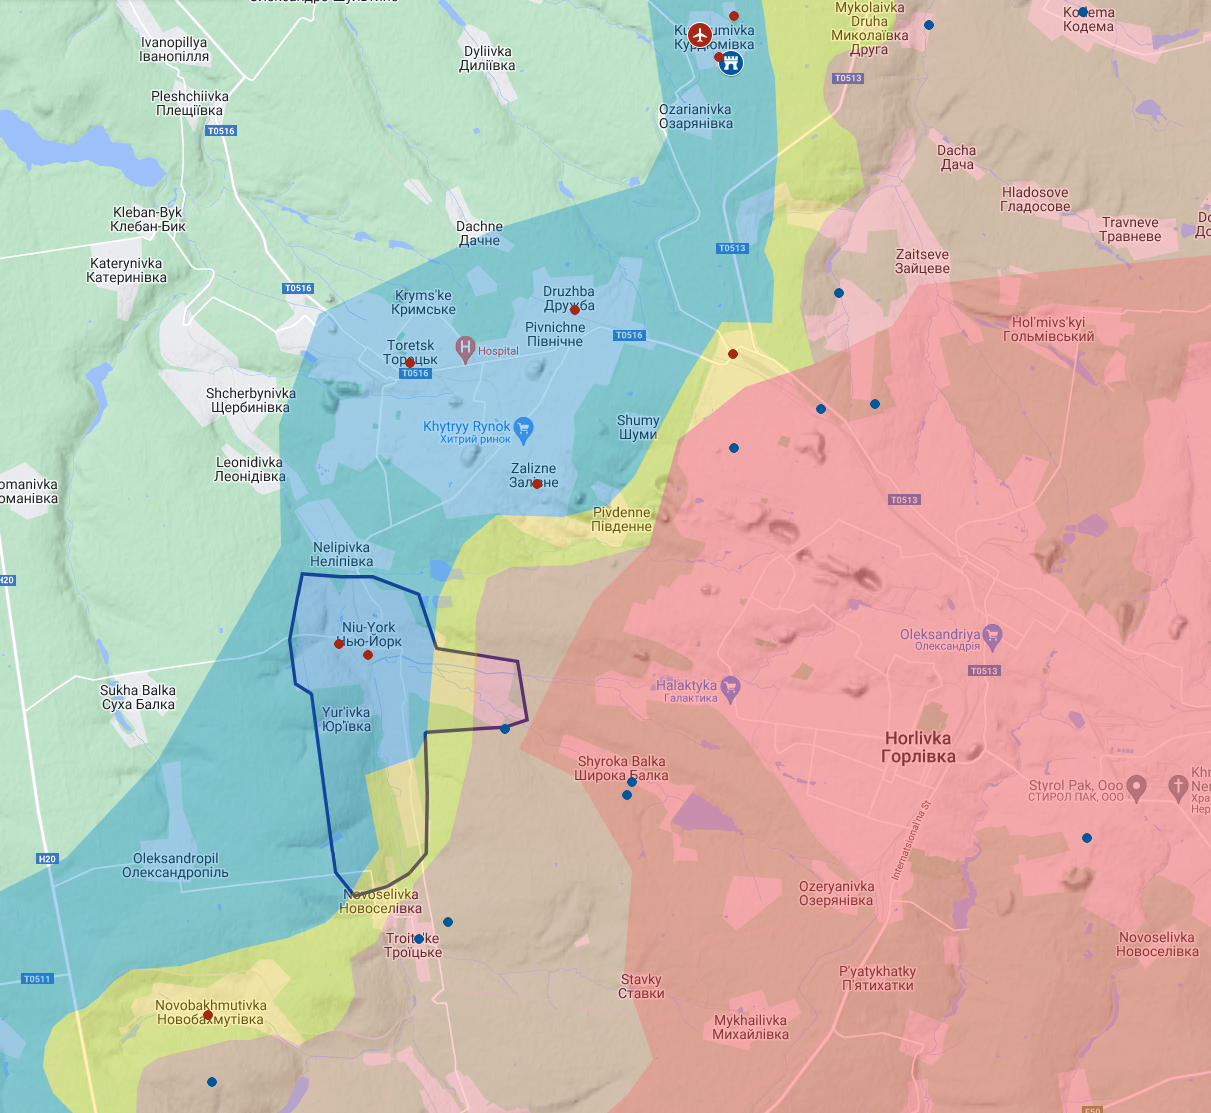 Ivanopillya
Іванопілля
Dyliivka
Диліївка
Курдюмівка
Mykolaivka
Druha
Миколаївка
Друга
Кодема
T0513
Pleshchiivka
Плещіївка
T0516
Ozarianivka
Озарянівка
Dacha
Дача
Hladosove
Гладосове
Travneve
Травневе
Kleban-Byk
Клебан-Бик
Dachne
Дачне
T0513
Zaitseve
Зайцеве
Katerynivka
Катеринівка
T0516
Kryms'ke
Кримське
Druzhba
Дружба
Pivnichne
Північне
T0516
Hol'mivs'kyi
Гольмівський
Toretsk
Торецьк
T0516
Hospital
Shcherbynivka
Щербинівка
Khytryy Rynok
Хитрий ринок
Shumy
Шуми
Leonidivka
Леонідівка
Zalizne
Залізне
T0513
Pivdenne
Південне
Nelipivka
Неліпівка
H20
Niu-York
Нью-Йорк
Oleksandriya
Олександрія
T0513
Sukha Balka
Суха Балка
Halaktyka
Галактика
Yur'ivka
Юр'ївка
Horlivka
Горлівка
Shyroka Balka
Широка Балка
Styrol Pak, Ooo
СТИРОЛ ПАК, ООО
Internatsional'na St
H20
Oleksandropil
Олександропіль
Novoselivka
Новоселівка
Ozeryanivka
Озерянівка
Troits'ke
Троїцьке
Novoselivka
Новоселівка
T0511
Stavky
Ставки
P'yatykhatky
П'ятихатки
Novobakhmutivka
Новобахмутівка
Mykhailivka
Михайлівка
E50